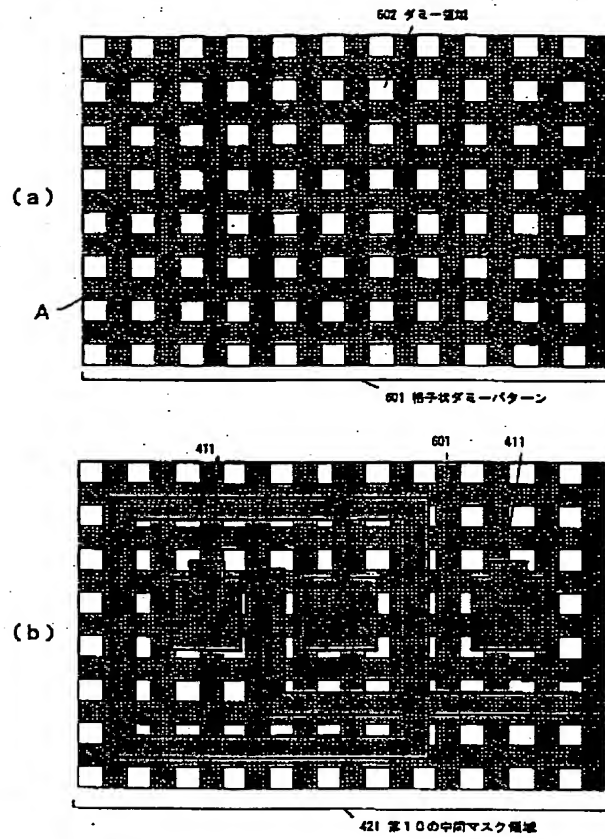 602 ダミー領域
(a)
A
601 格子状ダミーパターン
411 601 411
(b)
421 第10の中間マスク領域